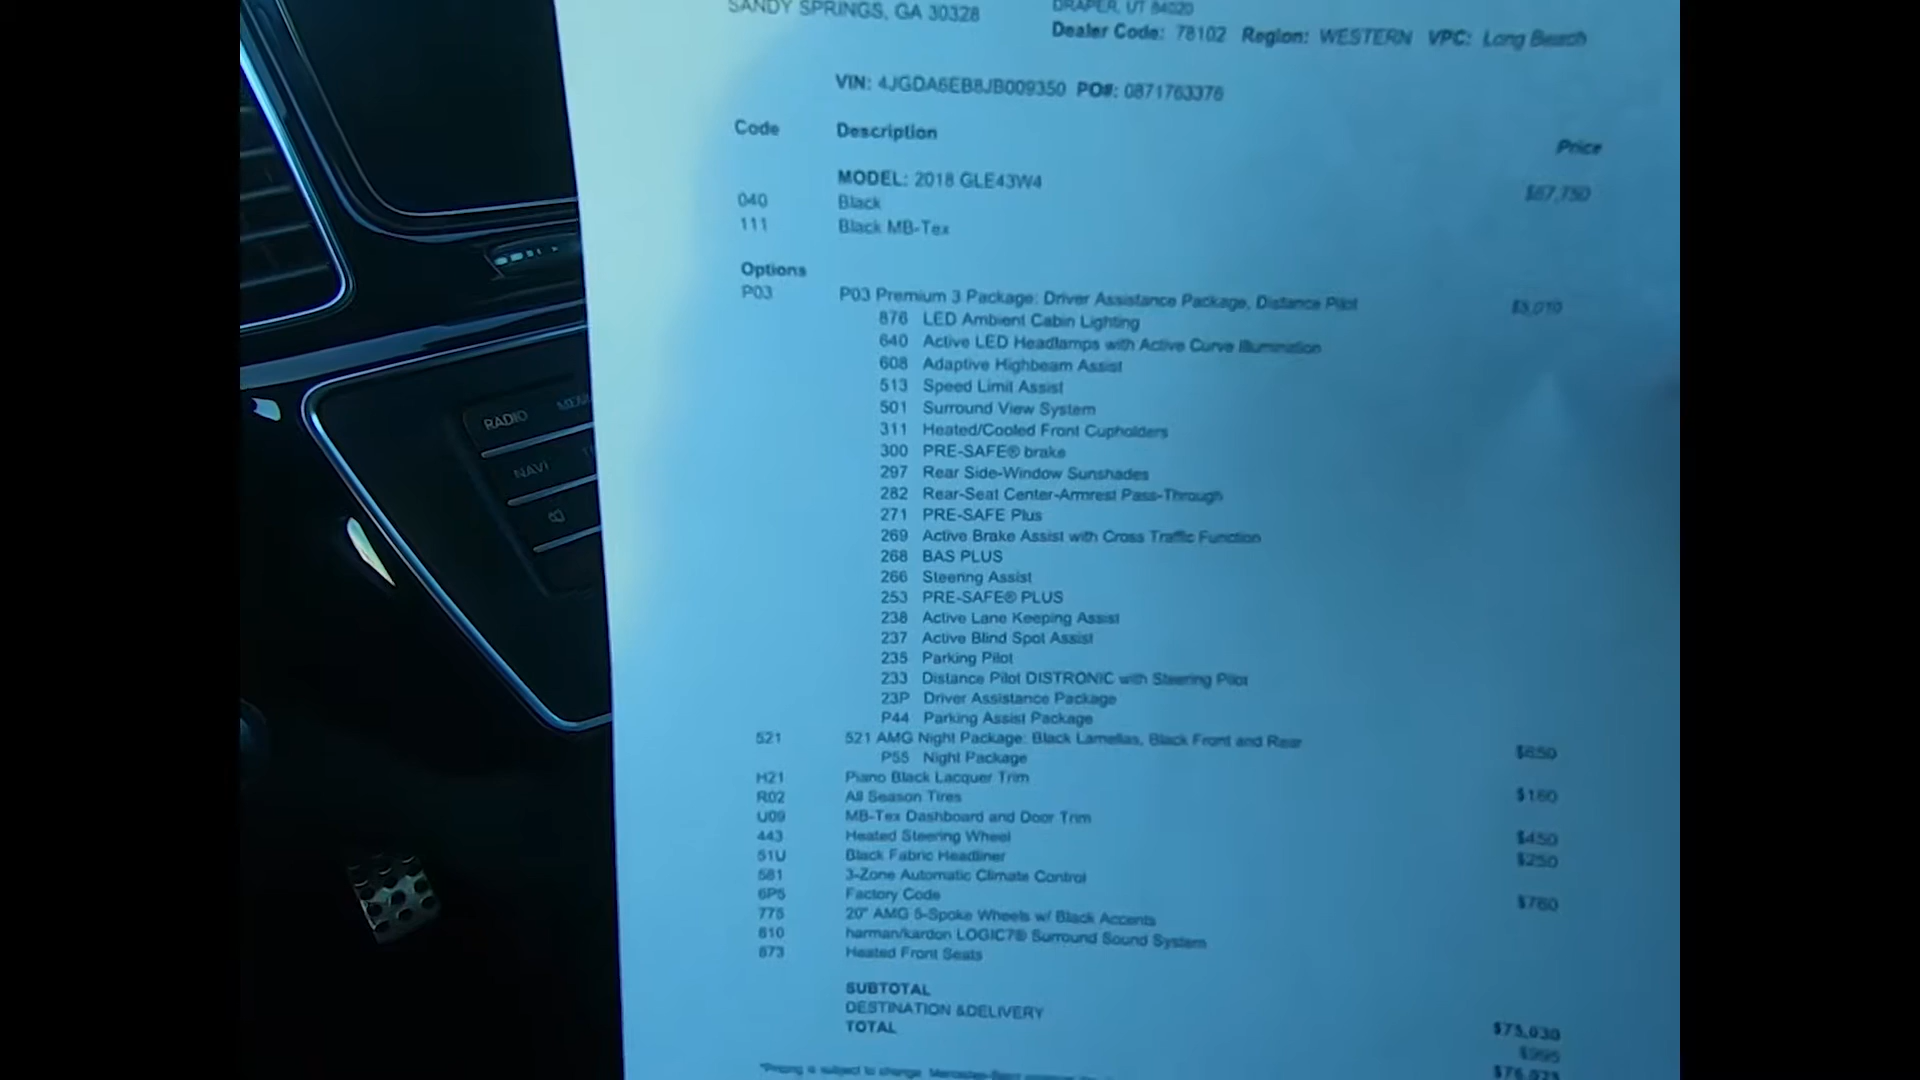 SANDY SPRINGS, GA 30328
DRAPER, UT 84020
Dealer Code: 78102 Region: WESTERN VPC: Long Beach
VIN: 4JGDA6EB8JB009350 PO#: 0871763376
Code Description Price
MODEL: 2018 GLE43W4 $67,750
040 Black
111 Black MB-Tex
Options
P03 P03 Premium 3 Package: Driver Assistance Package, Distance Pilot
876 LED Ambient Cabin Lighting
640 Active LED Headlamps with Active Curve Illumination
608 Adaptive Highbeam Assist
513 Speed Limit Assist
501 Surround View System
311 Heated/Cooled Front Cupholders
300 PRE-SAFE® brake
297 Rear Side-Window Sunshades
282 Rear-Seat Center-Armrest Pass-Through
271 PRE-SAFE Plus
269 Active Brake Assist with Cross Traffic Function
268 BAS PLUS
266 Steering Assist
253 PRE-SAFE® PLUS
238 Active Lane Keeping Assist
237 Active Blind Spot Assist
235 Parking Pilot
233 Distance Pilot DISTRONIC with Steering Pilot
23P Driver Assistance Package
P44 Parking Assist Package
521 521 AMG Night Package: Black Lamellas, Black Front and Rear
P55 Night Package
H21 Piano Black Lacquer Trim
R02 All Season Tires
U09 MB-Tex Dashboard and Door Trim
443 Heated Steering Wheel $450
51U Black Fabric Headliner $250
581 3-Zone Automatic Climate Control
6P5 Factory Code
775 20" AMG 5-Spoke Wheels w/ Black Accents
810 harman/kardon LOGIC7® Surround Sound System
873 Heated Front Seats
SUBTOTAL $75,030
DESTINATION &DELIVERY $995
TOTAL
*Pricing is subject to change.
RADIO
NAVI